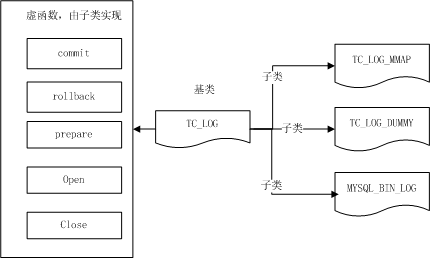 虚函数，由子类实现
commit
rollback
prepare
Open
Close
基类
TC_LOG
子类
子类
子类
TC_LOG_MMAP
TC_LOG_DUMMY
MYSQL_BIN_LOG